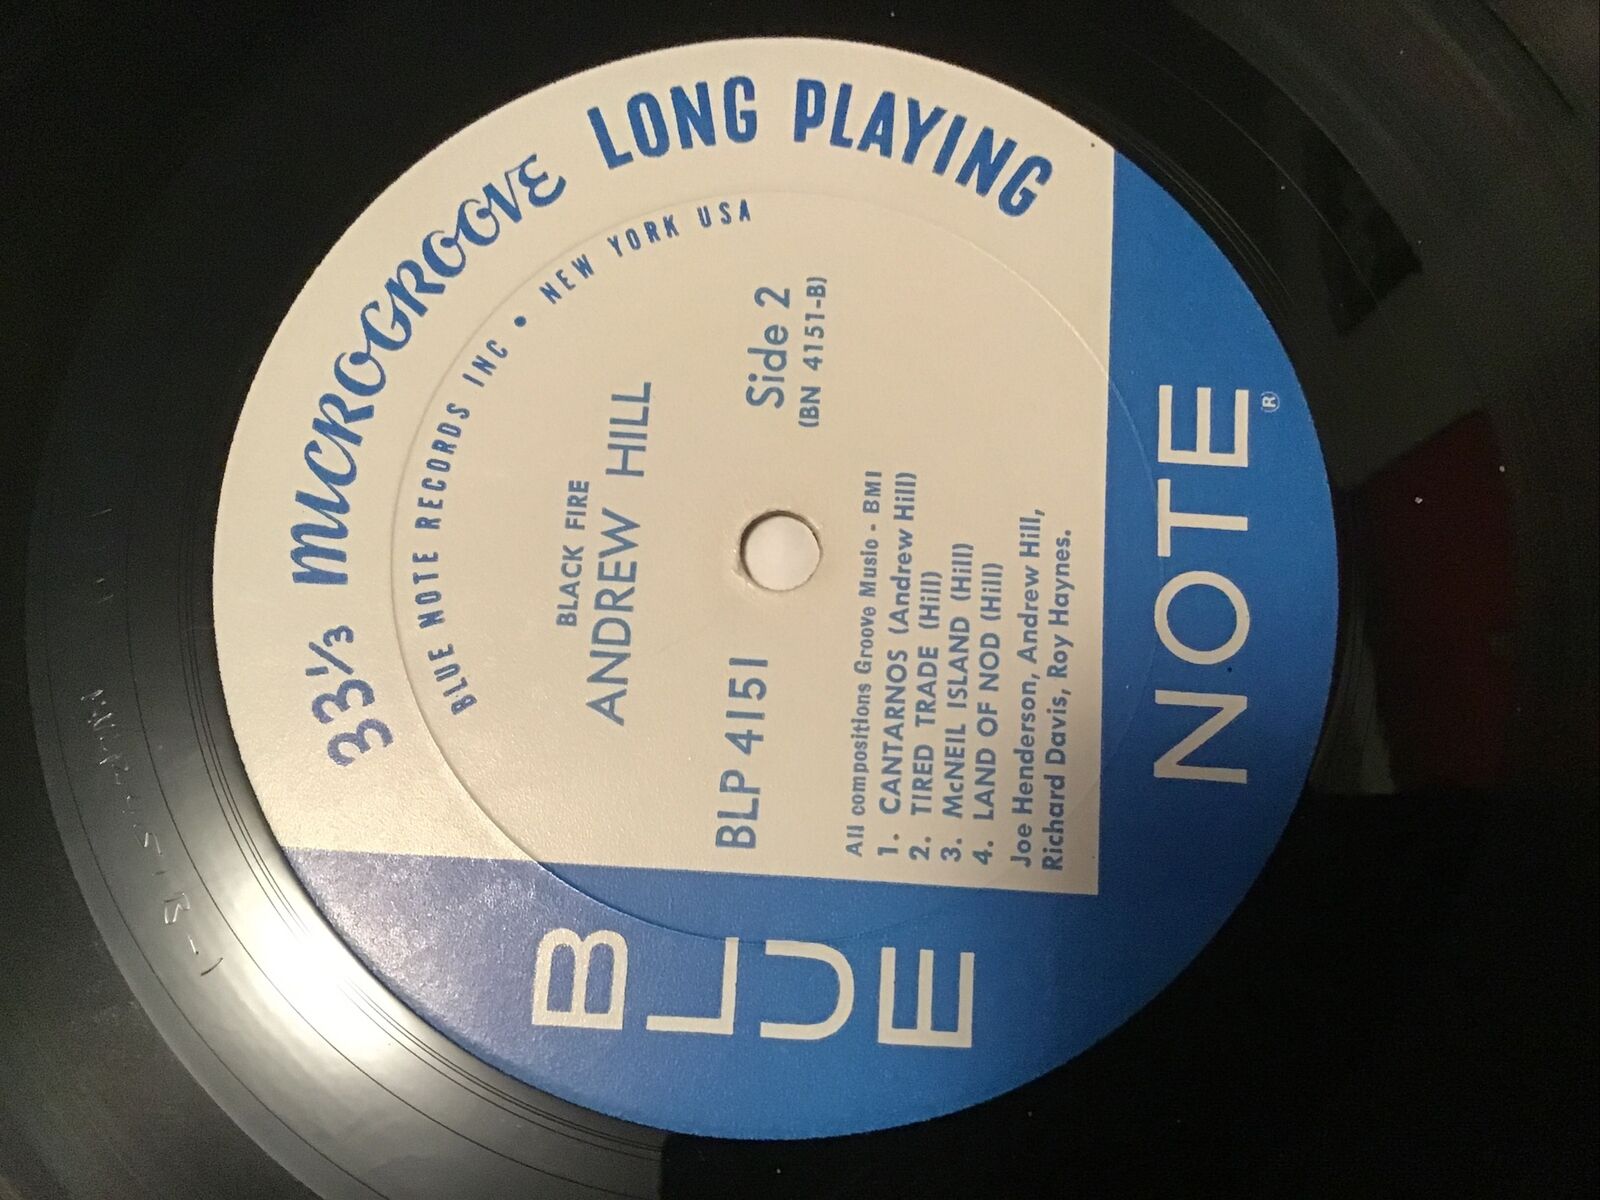 33 1/3 MICROGROOVE LONG PLAYING
BLUE NOTE RECORDS INC • NEW YORK USA
BLACK FIRE
ANDREW HILL
BLP 4151
Side 2
(BN 4151-B)
All compositions Groove Music - BMI
1. CANTARNOS (Andrew Hill)
2. TIRED TRADE (Hill)
3. McNEIL ISLAND (Hill)
4. LAND OF NOD (Hill)
Joe Henderson, Andrew Hill,
Richard Davis, Roy Haynes.
BLUE
NOTE®